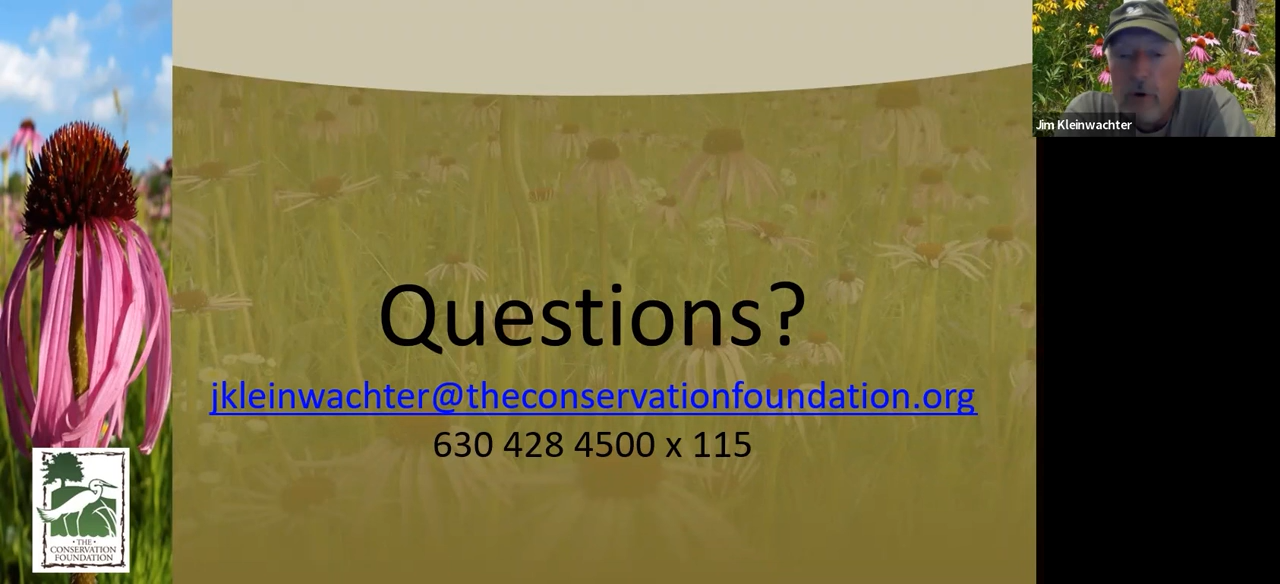 Jim Kleinwachter
Questions?
jkleinwachter@theconservationfoundation.org
630 428 4500 x 115
· THE ·
CONSERVATION
FOUNDATION